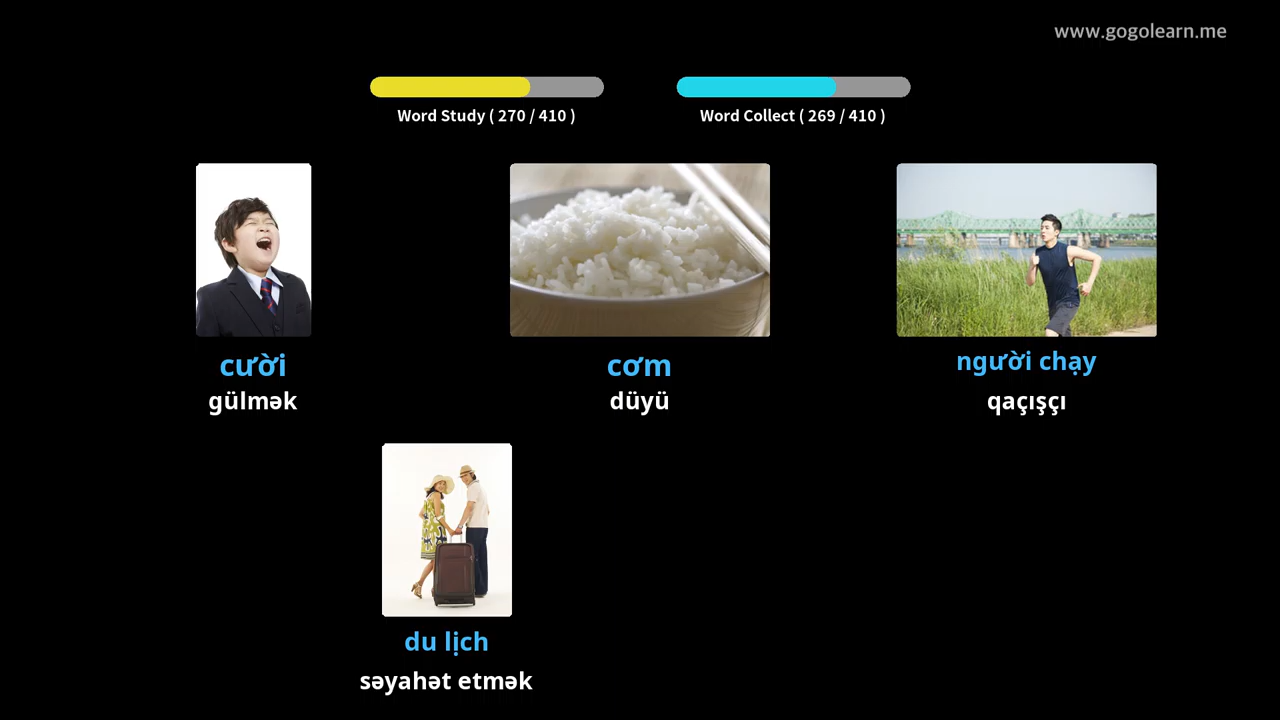 www.gogolearn.me
Word Study ( 270 / 410 )
Word Collect ( 269 / 410 )
cười
gülmək
cơm
düyü
người chạy
qaçışçı
du lịch
səyahət etmək